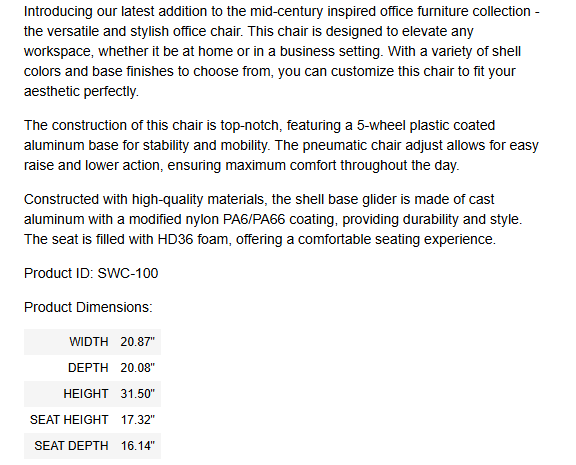 Introducing our latest addition to the mid-century inspired office furniture collection -
the versatile and stylish office chair. This chair is designed to elevate any
workspace, whether it be at home or in a business setting. With a variety of shell
colors and base finishes to choose from, you can customize this chair to fit your
aesthetic perfectly.
The construction of this chair is top-notch, featuring a 5-wheel plastic coated
aluminum base for stability and mobility. The pneumatic chair adjust allows for easy
raise and lower action, ensuring maximum comfort throughout the day.
Constructed with high-quality materials, the shell base glider is made of cast
aluminum with a modified nylon PA6/PA66 coating, providing durability and style.
The seat is filled with HD36 foam, offering a comfortable seating experience.
Product ID: SWC-100
Product Dimensions:
WIDTH 20.87"
DEPTH 20.08"
HEIGHT 31.50"
SEAT HEIGHT 17.32"
SEAT DEPTH 16.14"